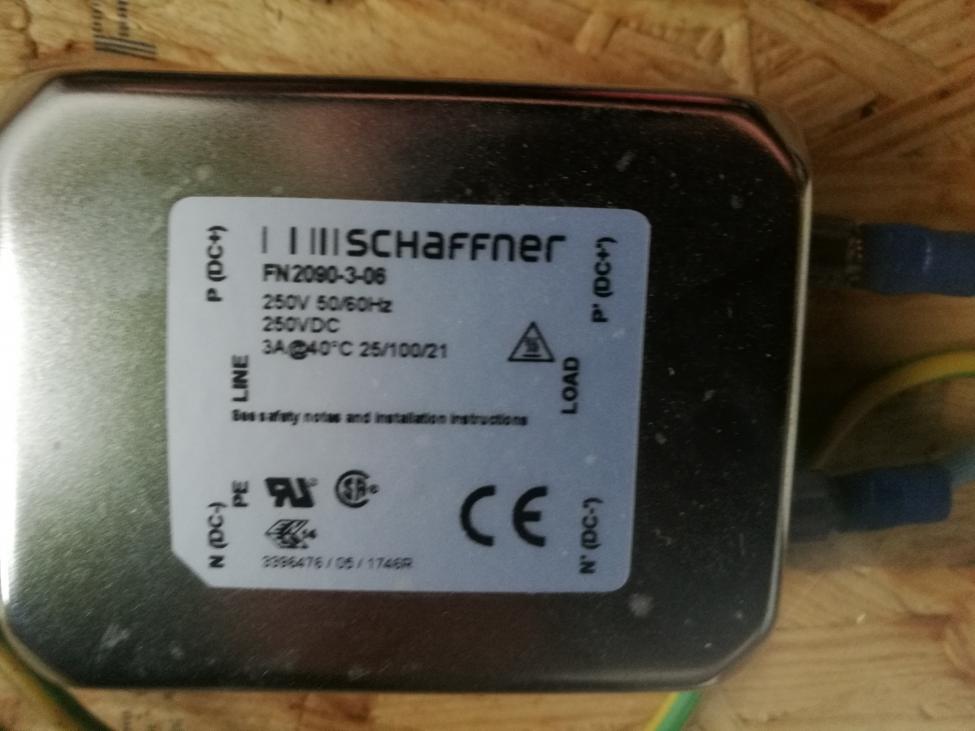 SCHAFFNER
FN2090-3-06
250V 50/60Hz
250VDC
3A@40°C 25/100/21
P (DC+)
P' (DC+')
LINE
LOAD
See safety notes and installation instructions
PE
N (DC-)
N' (DC-')
CE
3396476 / 05 / 1746R